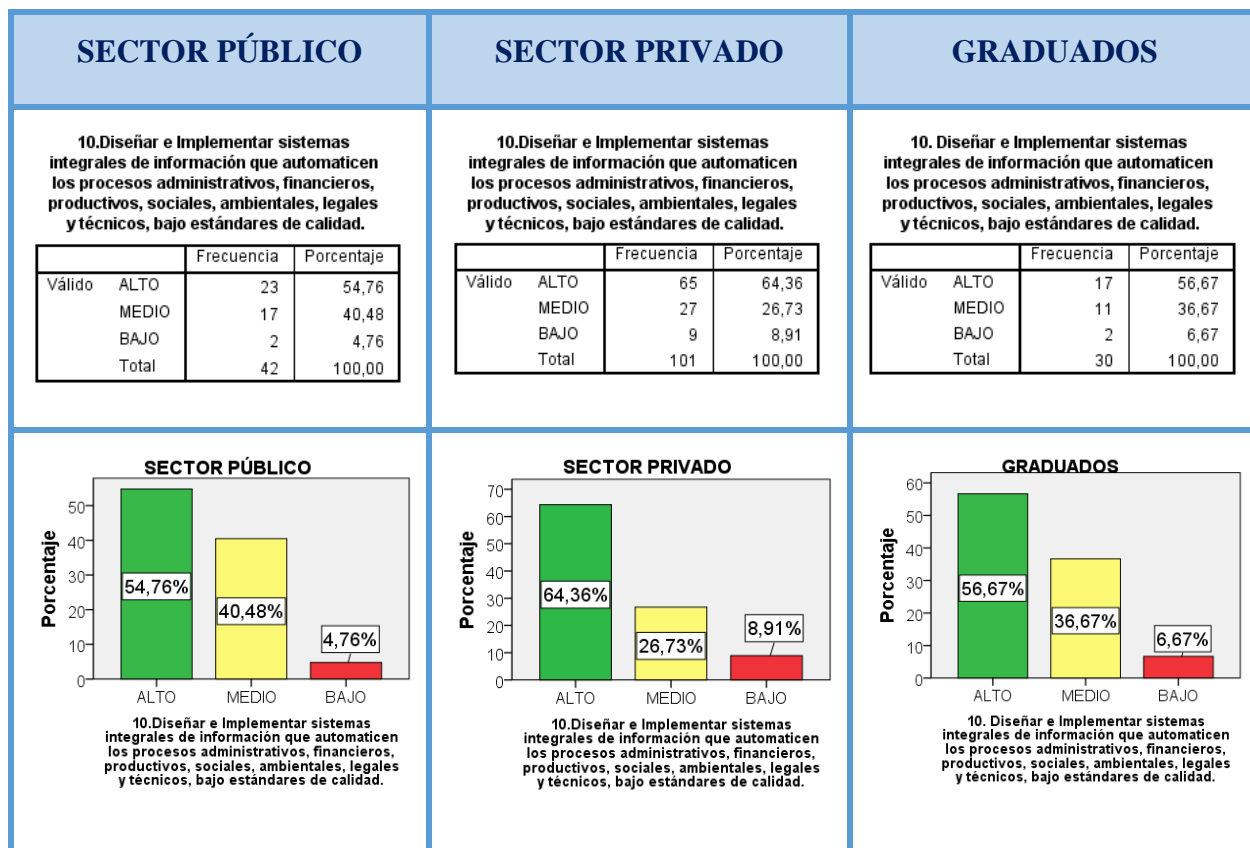 SECTOR PÚBLICO
SECTOR PRIVADO
GRADUADOS
10.Diseñar e Implementar sistemas
integrales de información que automaticen
los procesos administrativos, financieros,
productivos, sociales, ambientales, legales
y técnicos, bajo estándares de calidad.
Frecuencia Porcentaje
Válido ALTO 23 54,76
MEDIO 17 40,48
BAJO 2 4,76
Total 42 100,00
10.Diseñar e Implementar sistemas
integrales de información que automaticen
los procesos administrativos, financieros,
productivos, sociales, ambientales, legales
y técnicos, bajo estándares de calidad.
Frecuencia Porcentaje
Válido ALTO 65 64,36
MEDIO 27 26,73
BAJO 9 8,91
Total 101 100,00
10. Diseñar e Implementar sistemas
integrales de información que automaticen
los procesos administrativos, financieros,
productivos, sociales, ambientales, legales
y técnicos, bajo estándares de calidad.
Frecuencia Porcentaje
Válido ALTO 17 56,67
MEDIO 11 36,67
BAJO 2 6,67
Total 30 100,00
SECTOR PÚBLICO
Porcentaje
50
40
30
20
10
0
54,76%
40,48%
4,76%
ALTO MEDIO BAJO
10.Diseñar e Implementar sistemas
integrales de información que automaticen
los procesos administrativos, financieros,
productivos, sociales, ambientales, legales
y técnicos, bajo estándares de calidad.
SECTOR PRIVADO
Porcentaje
70
60
50
40
30
20
10
0
64,36%
26,73%
8,91%
ALTO MEDIO BAJO
10.Diseñar e Implementar sistemas
integrales de información que automaticen
los procesos administrativos, financieros,
productivos, sociales, ambientales, legales
y técnicos, bajo estándares de calidad.
GRADUADOS
Porcentaje
60
50
40
30
20
10
0
56,67%
36,67%
6,67%
ALTO MEDIO BAJO
10. Diseñar e Implementar sistemas
integrales de información que automaticen
los procesos administrativos, financieros,
productivos, sociales, ambientales, legales
y técnicos, bajo estándares de calidad.